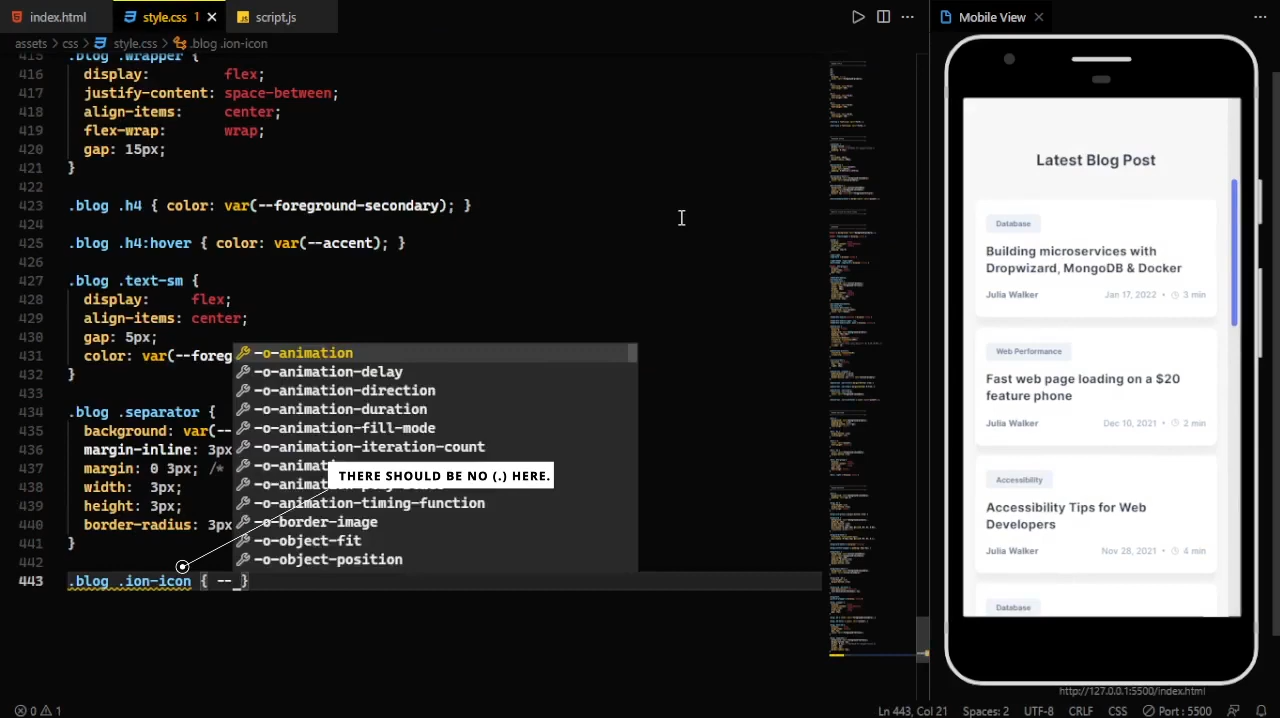 index.html
style.css 1
script.js
Mobile View
assets > css > style.css > .blog .ion-icon
415 .blog .wrapper {
416 display: flex;
417 justify-content: space-between;
418 align-items: center;
419 flex-wrap: wrap;
420 gap: 15px;
421 }
422
423 .blog .h4 { color: var(--foreground-secondary); }
424
425 .blog .h4:hover { color: var(--accent); }
426
427 .blog .text-sm {
428 display: flex;
429 align-items: center;
430 gap: 5px;
431 color: var(--foreg
432 }
433
434 .blog .separator {
435 background: var(--
436 margin-inline: 3p
437 margin: 0 3px; /*
438 width: 3px;
439 height: 3px;
440 border-radius: 3px
441 }
442
443 .blog .ion-icon { -- }
-o-animation
-o-animation-delay
-o-animation-direction
-o-animation-duration
-o-animation-fill-mode
-o-animation-iteration-count
-o-animat
-o-animation-timing-function
-o-border-image
-o-object-fit
-o-object-position
THERE SHOULD BE NO (.) HERE.
Latest Blog Post
Database
Building microservices with
Dropwizard, MongoDB & Docker
Julia Walker Jan 17, 2022 • 3 min
Web Performance
Fast web page loading on a $20
feature phone
Julia Walker Dec 10, 2021 • 2 min
Accessibility
Accessibility Tips for Web
Developers
Julia Walker Nov 28, 2021 • 4 min
Database
http://127.0.0.1:5500/index.html
0 1
Ln 443, Col 21 Spaces: 2 UTF-8 CRLF CSS Port : 5500